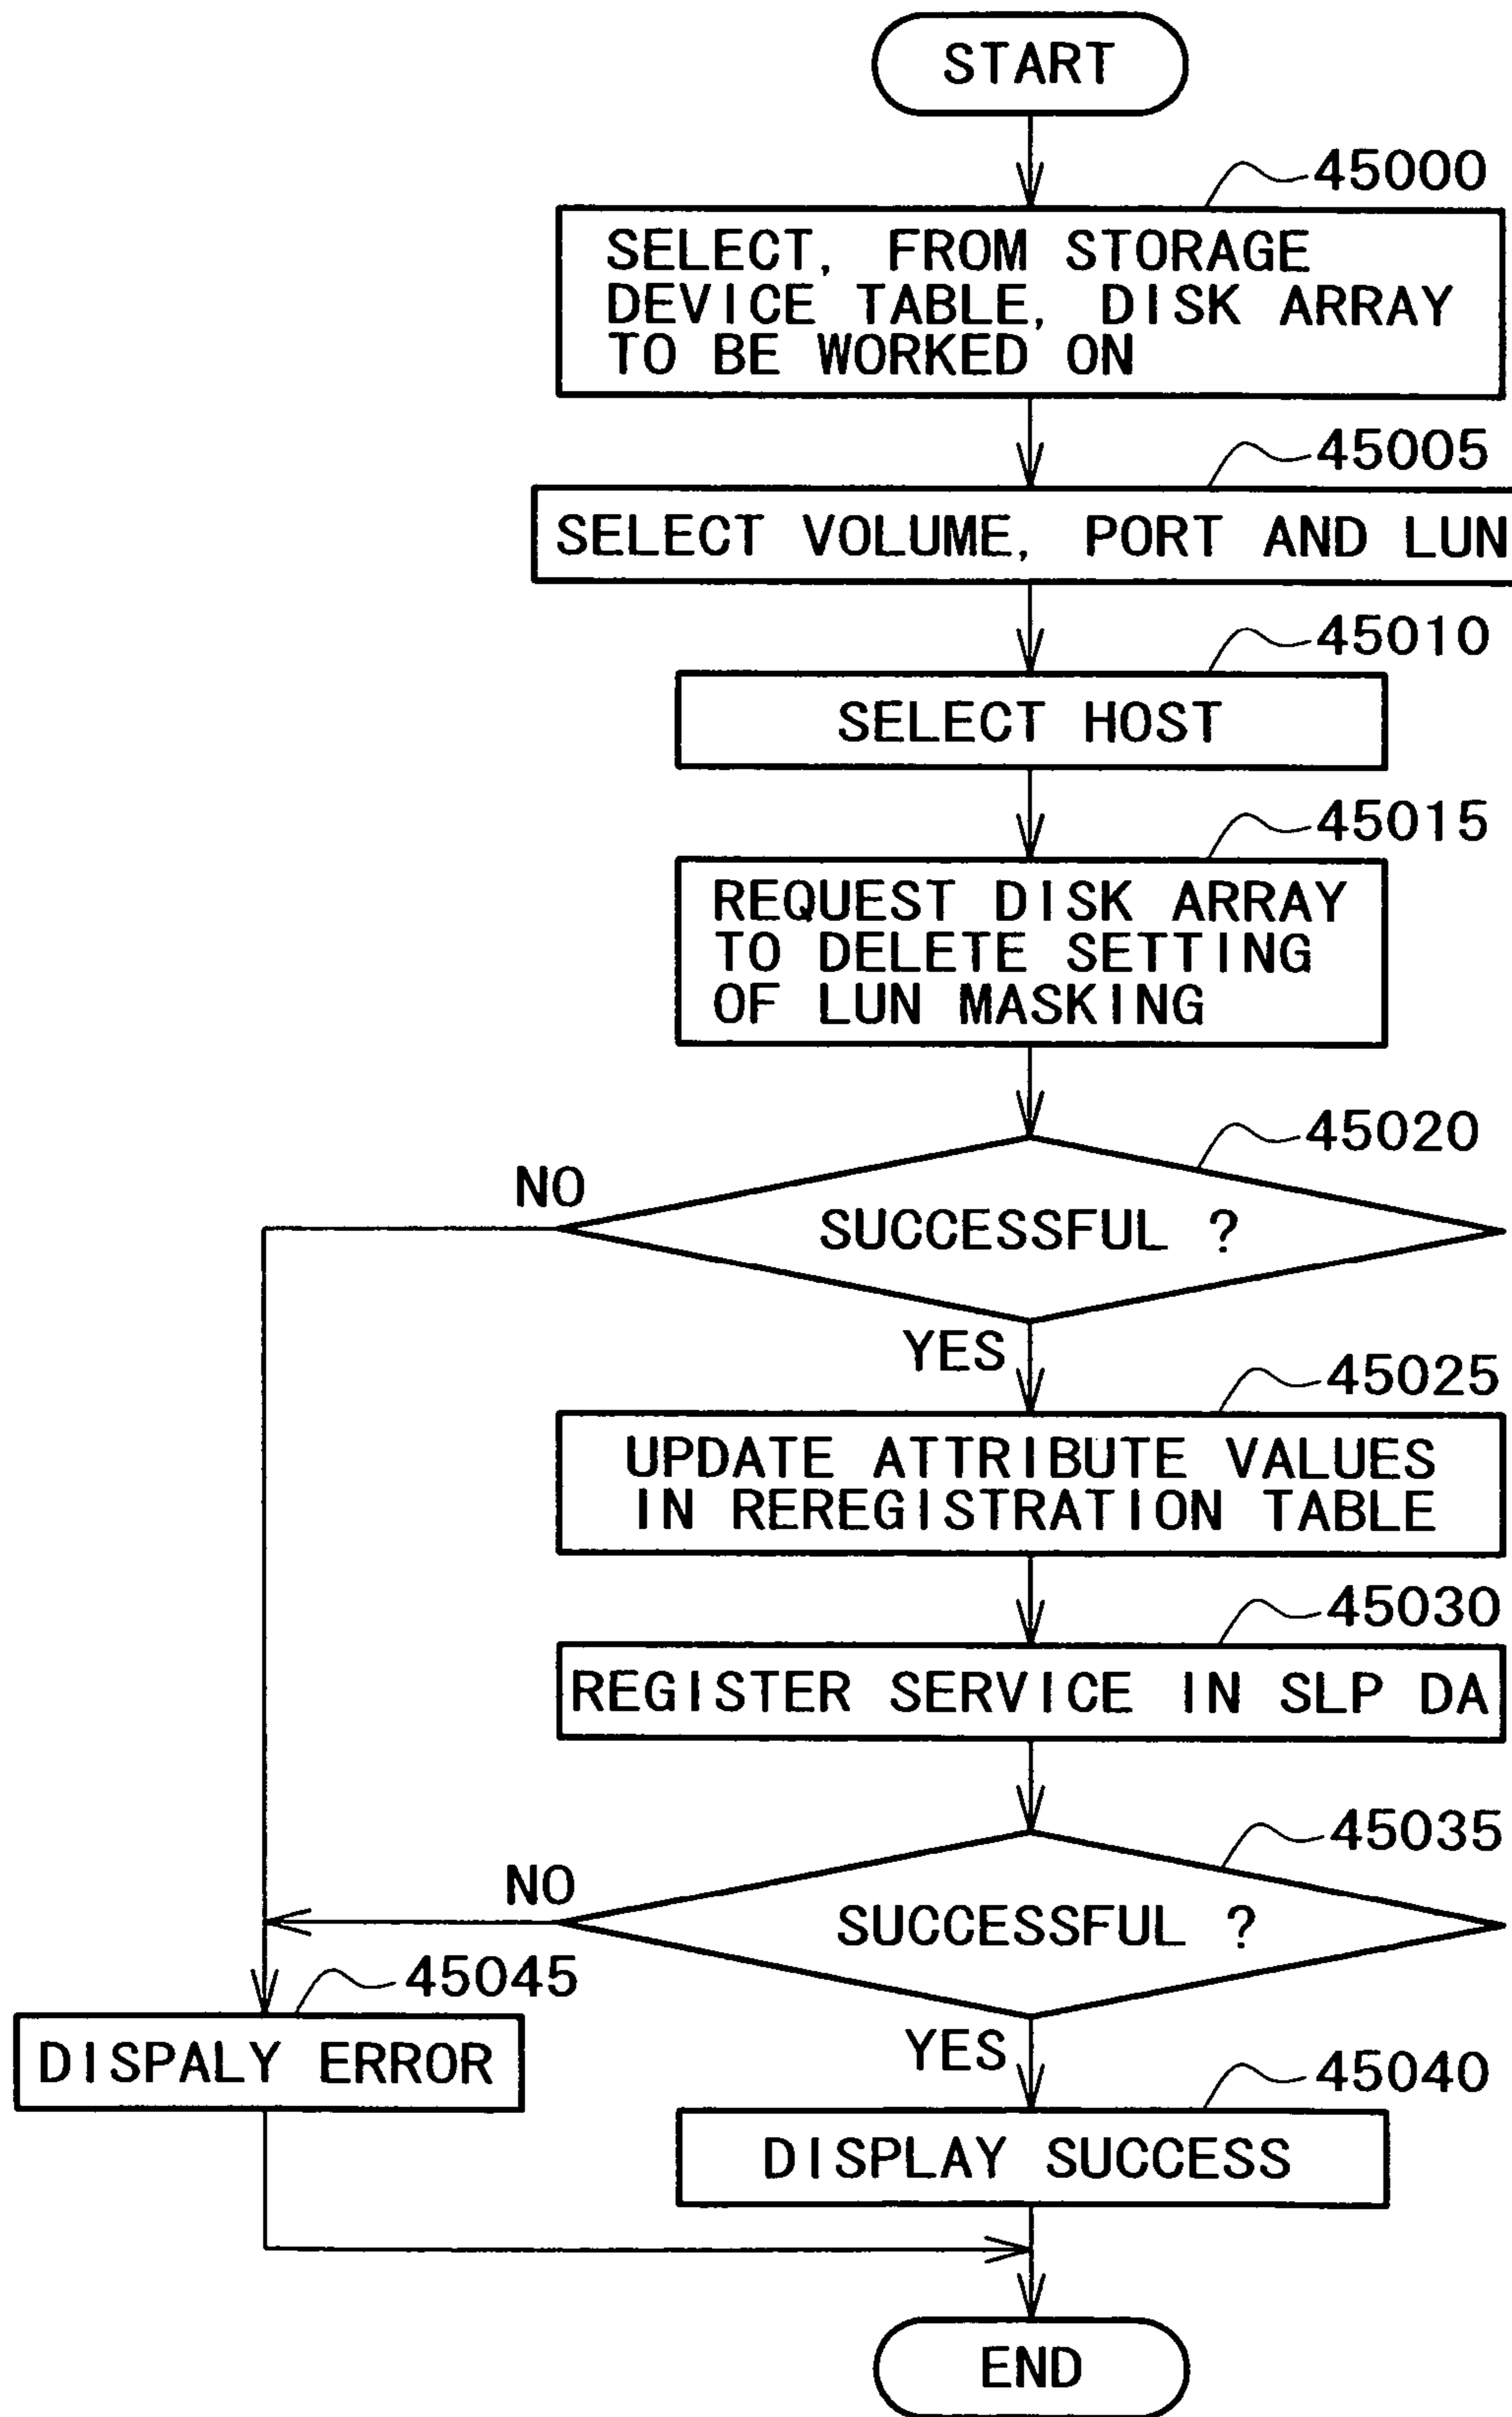 START
45000
SELECT, FROM STORAGE
DEVICE TABLE, DISK ARRAY
TO BE WORKED ON
45005
SELECT VOLUME, PORT AND LUN
45010
SELECT HOST
45015
REQUEST DISK ARRAY
TO DELETE SETTING
OF LUN MASKING
45020
NO
SUCCESSFUL ?
YES
45025
UPDATE ATTRIBUTE VALUES
IN REREGISTRATION TABLE
45030
REGISTER SERVICE IN SLP DA
45035
NO
SUCCESSFUL ?
45045
DISPALY ERROR
YES
45040
DISPLAY SUCCESS
END